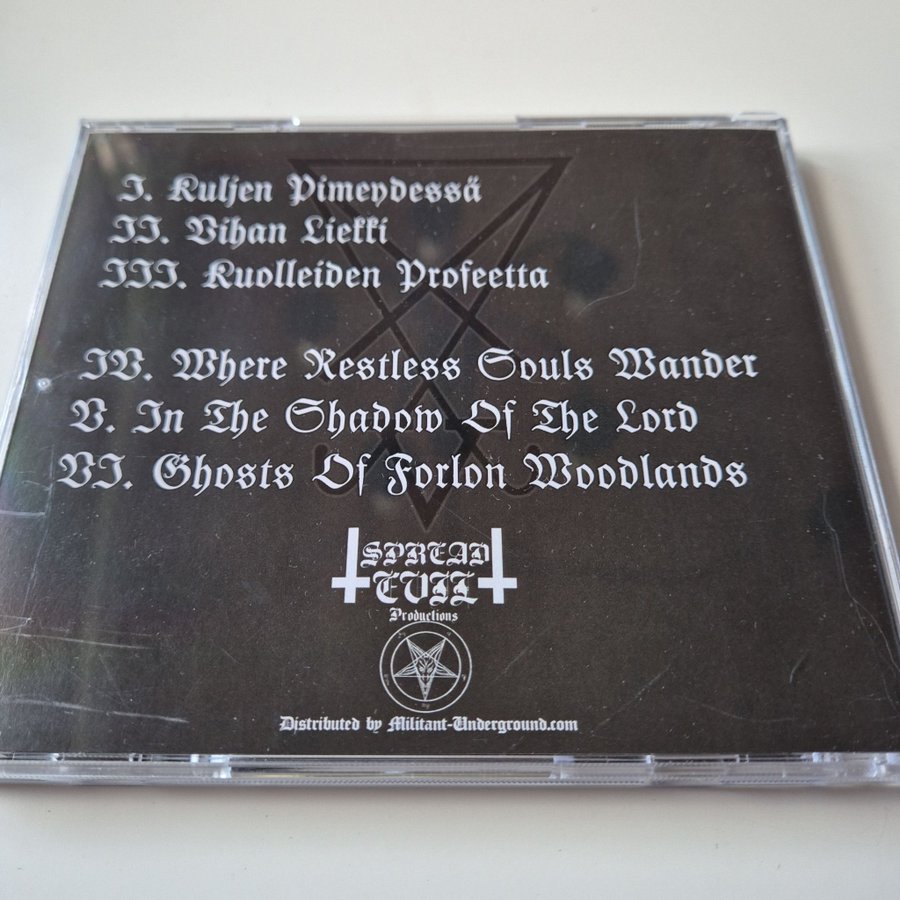 I. Kuljen Pimeydessä
II. Vihan Liekki
III. Kuolleiden Profeetta
IV. Where Restless Souls Wander
V. In The Shadow Of The Lord
VI. Ghosts Of Forlon Woodlands
SPREAD
EVIL
Productions
Distributed by Militant-Underground.com